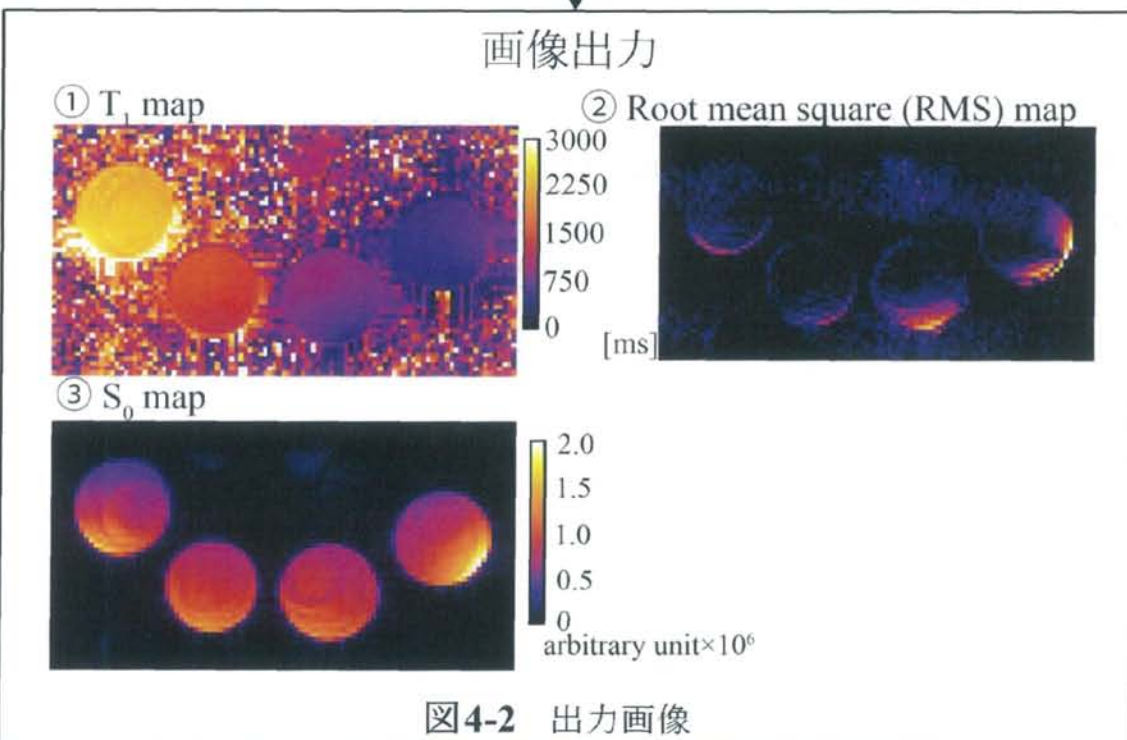 画像出力
① T₁ map
3000
2250
1500
750
0
[ms]
② Root mean square (RMS) map
③ S₀ map
2.0
1.5
1.0
0.5
0
arbitrary unit×10⁶
図4-2 出力画像